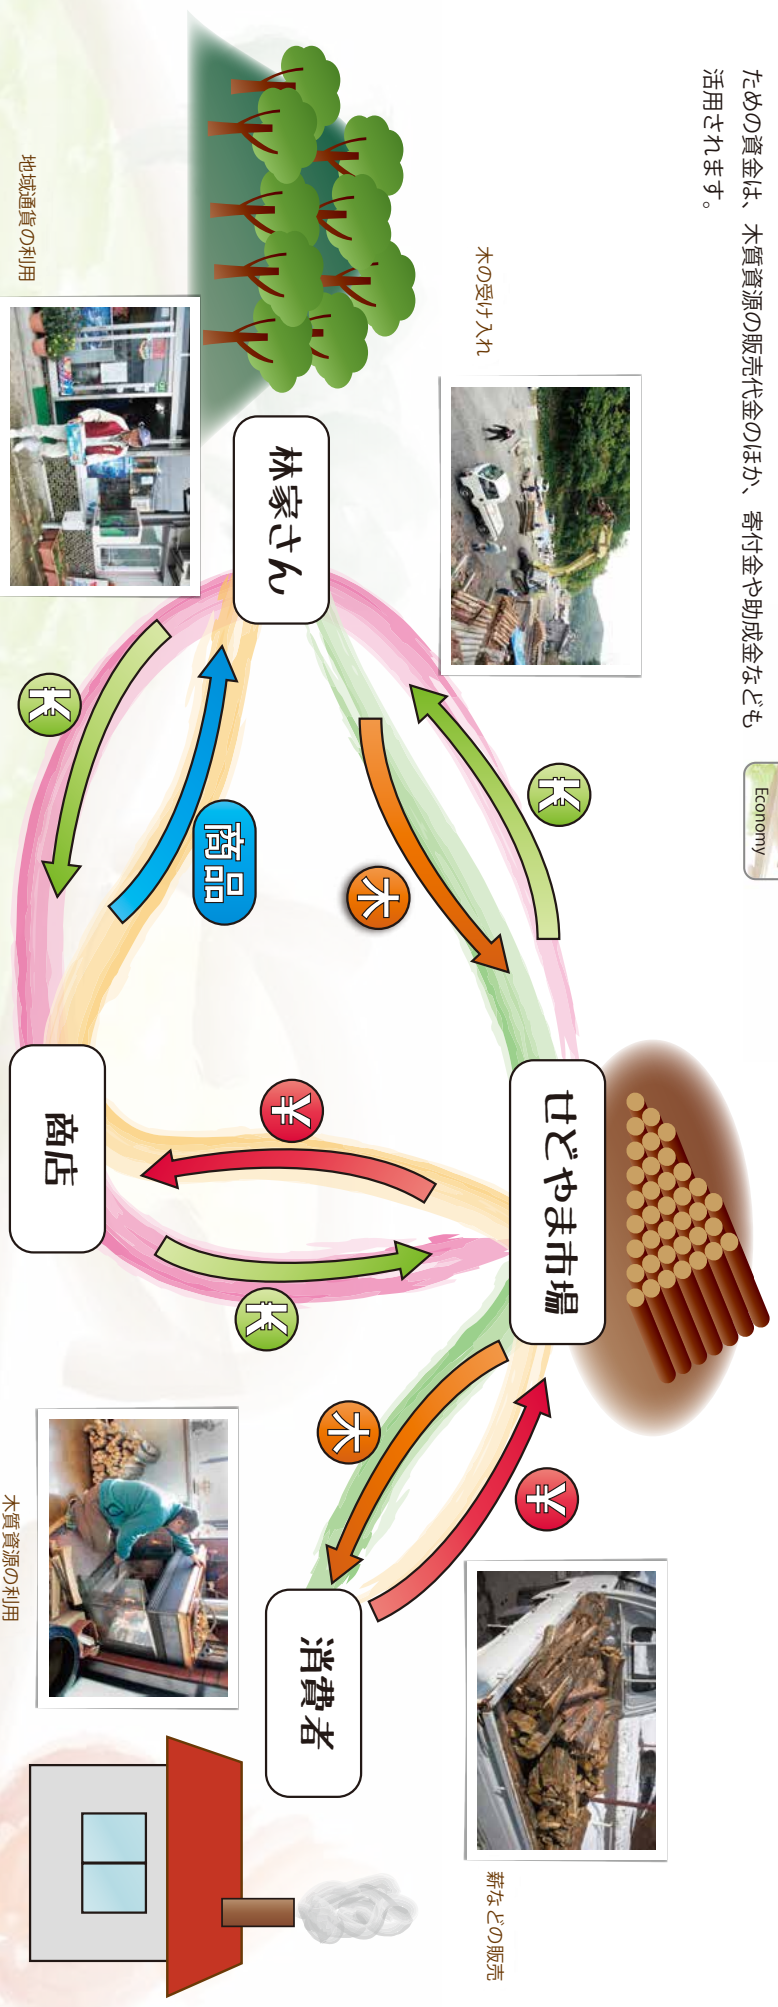 ための資金は、木質資源の販売代金のほか、寄付金や助成金なども
活用されます。
Economy
木の受け入れ
地域通貨の利用
林家さん
K
木
K
商品
せどやま市場
¥
K
商店
¥
木
消費者
薪などの販売
木質資源の利用